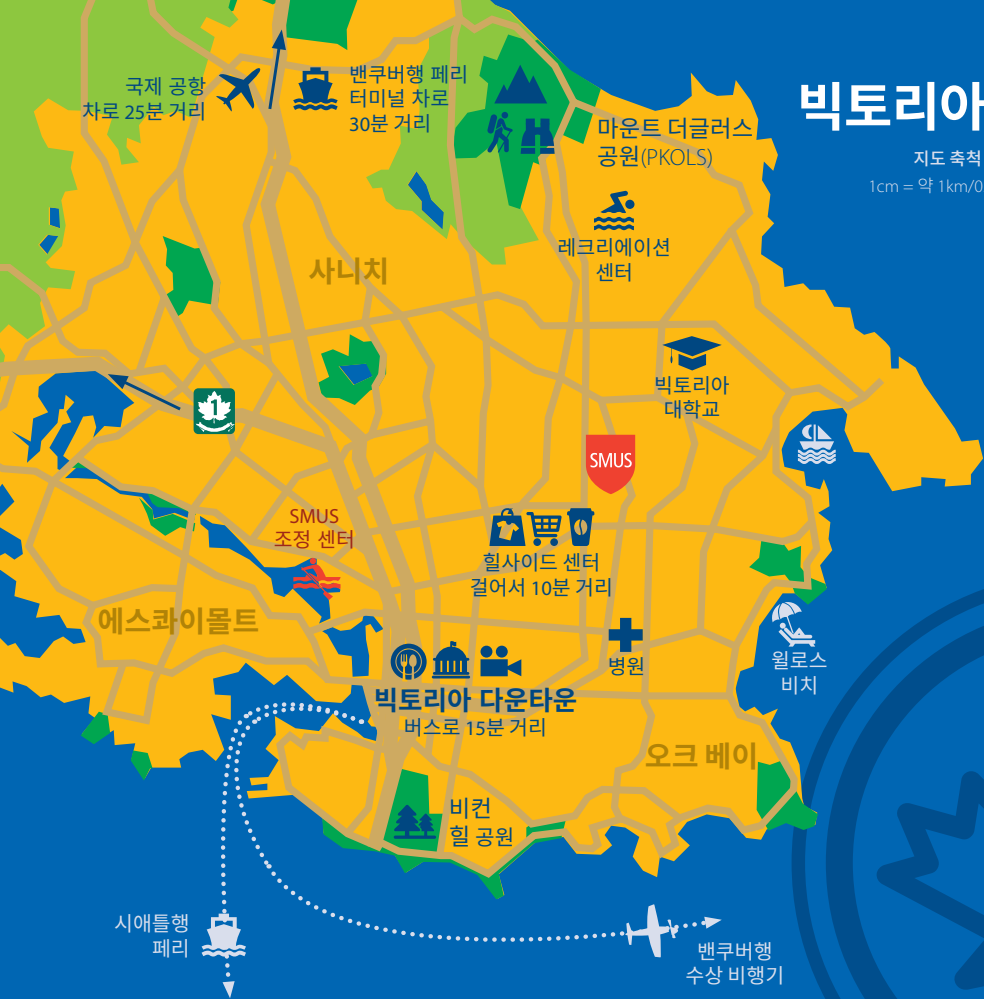 빅토리아
지도 축척
1cm = 약 1km/0
국제 공항
차로 25분 거리
밴쿠버행 페리
터미널 차로
30분 거리
마운트 더글러스
공원(PKOLS)
레크리에이션
센터
사니치
빅토리아
대학교
1
SMUS
SMUS
조정 센터
힐사이드 센터
걸어서 10분 거리
에스콰이몰트
병원
윌로스
비치
빅토리아 다운타운
버스로 15분 거리
오크 베이
비컨
힐 공원
시애틀행
페리
밴쿠버행
수상 비행기